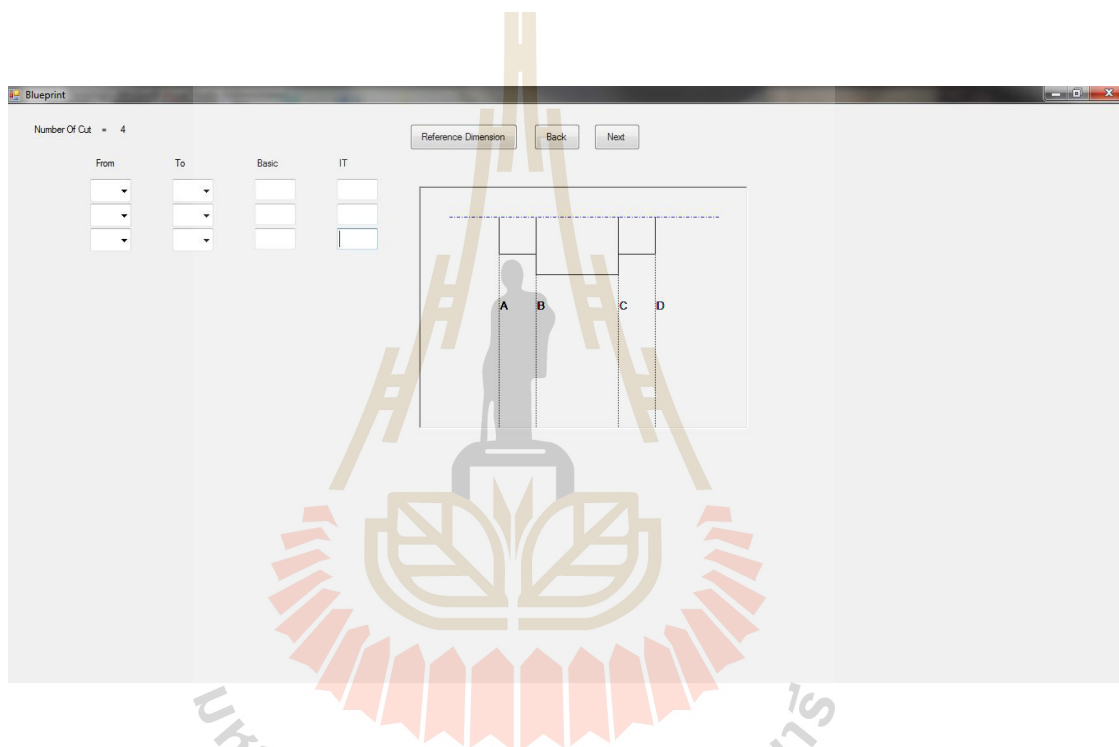 Blueprint
Number Of Cut = 4
Reference Dimension Back Next
From To Basic IT
A B C D